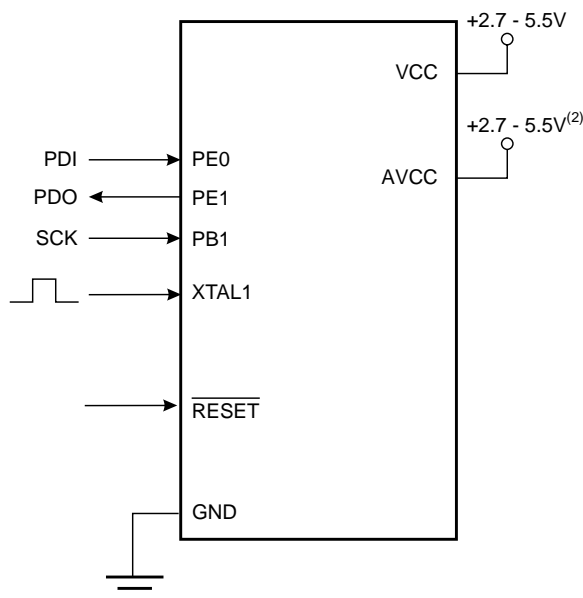 +2.7 - 5.5V
VCC
+2.7 - 5.5V(2)
AVCC
PDI PE0
PDO PE1
SCK PB1
XTAL1
RESET
GND